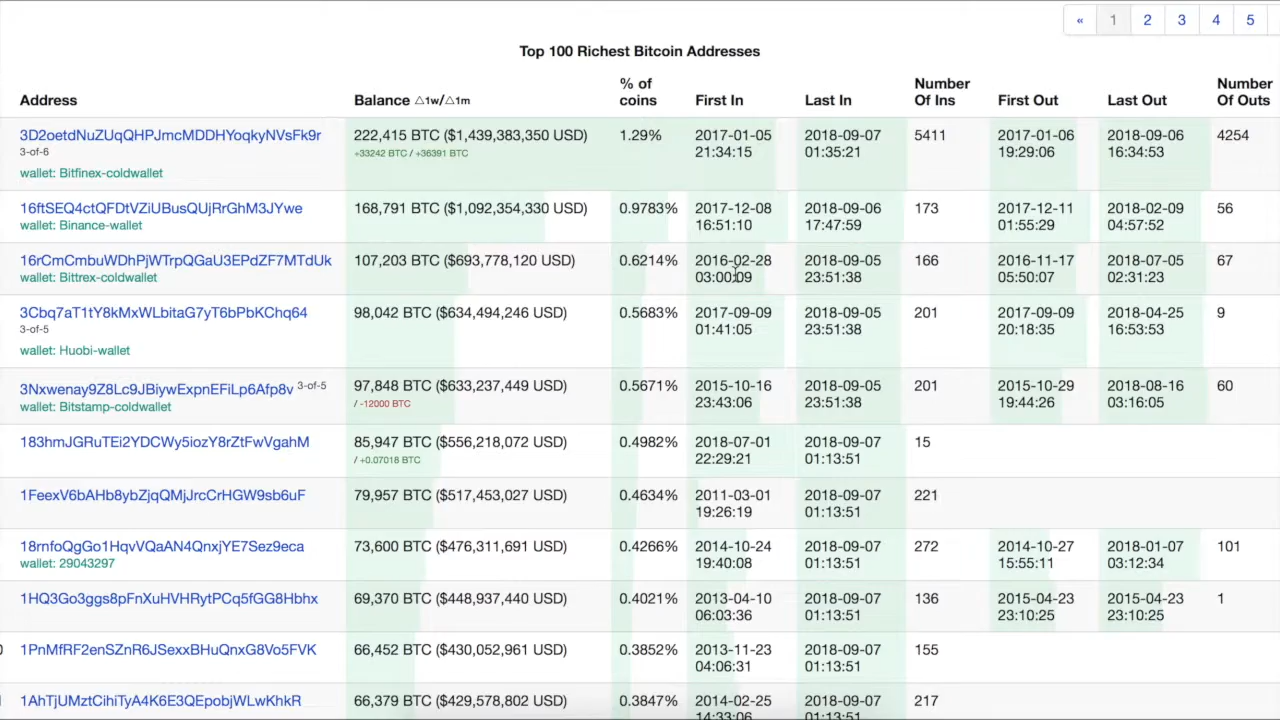 « 1 2 3 4 5
Top 100 Richest Bitcoin Addresses
Address Balance △1w/△1m % of coins First In Last In Number Of Ins First Out Last Out Number Of Outs
3D2oetdNuZUqQHPJmcMDDHYoqkyNVsFk9r 222,415 BTC ($1,439,383,350 USD) 1.29% 2017-01-05 2018-09-07 5411 2017-01-06 2018-09-06 4254
3-of-6 +33242 BTC / +36391 BTC 21:34:15 01:35:21 19:29:06 16:34:53
wallet: Bitfinex-coldwallet
16ftSEQ4ctQFDtVZiUBusQUjRrGhM3JYwe 168,791 BTC ($1,092,354,330 USD) 0.9783% 2017-12-08 2018-09-06 173 2017-12-11 2018-02-09 56
wallet: Binance-wallet 16:51:10 17:47:59 01:55:29 04:57:52
16rCmCmbuWDhPjWTrpQGaU3EPdZF7MTdUk 107,203 BTC ($693,778,120 USD) 0.6214% 2016-02-28 2018-09-05 166 2016-11-17 2018-07-05 67
wallet: Bittrex-coldwallet 03:00:09 23:51:38 05:50:07 02:31:23
3Cbq7aT1tY8kMxWLbitaG7yT6bPbKChq64 98,042 BTC ($634,494,246 USD) 0.5683% 2017-09-09 2018-09-05 201 2017-09-09 2018-04-25 9
3-of-5 01:41:05 23:51:38 20:18:35 16:53:53
wallet: Huobi-wallet
3Nxwenay9Z8Lc9JBiywExpnEFiLp6Afp8v 3-of-5 97,848 BTC ($633,237,449 USD) 0.5671% 2015-10-16 2018-09-05 201 2015-10-29 2018-08-16 60
wallet: Bitstamp-coldwallet / -12000 BTC 23:43:06 23:51:38 19:44:26 03:16:05
183hmJGRuTEi2YDCWy5iozY8rZtFwVgahM 85,947 BTC ($556,218,072 USD) 0.4982% 2018-07-01 2018-09-07 15
/ +0.07018 BTC 22:29:21 01:13:51
1FeexV6bAHb8ybZjqQMjJrcCrHGW9sb6uF 79,957 BTC ($517,453,027 USD) 0.4634% 2011-03-01 2018-09-07 221
19:26:19 01:13:51
18rnfoQgGo1HqvVQaAN4QnxjYE7Sez9eca 73,600 BTC ($476,311,691 USD) 0.4266% 2014-10-24 2018-09-07 272 2014-10-27 2018-01-07 101
wallet: 29043297 19:40:08 01:13:51 15:55:11 03:12:34
1HQ3Go3ggs8pFnXuHVHRytPCq5fGG8Hbhx 69,370 BTC ($448,937,440 USD) 0.4021% 2013-04-10 2018-09-07 136 2015-04-23 2015-04-23 1
06:03:36 01:13:51 23:10:25 23:10:25
1PnMfRF2enSZnR6JSexxBHuQnxG8Vo5FVK 66,452 BTC ($430,052,961 USD) 0.3852% 2013-11-23 2018-09-07 155
04:06:31 01:13:51
1AhTjUMztCihiTyA4K6E3QEpobjWLwKhkR 66,379 BTC ($429,578,802 USD) 0.3847% 2014-02-25 2018-09-07 217
14:33:06 01:13:51